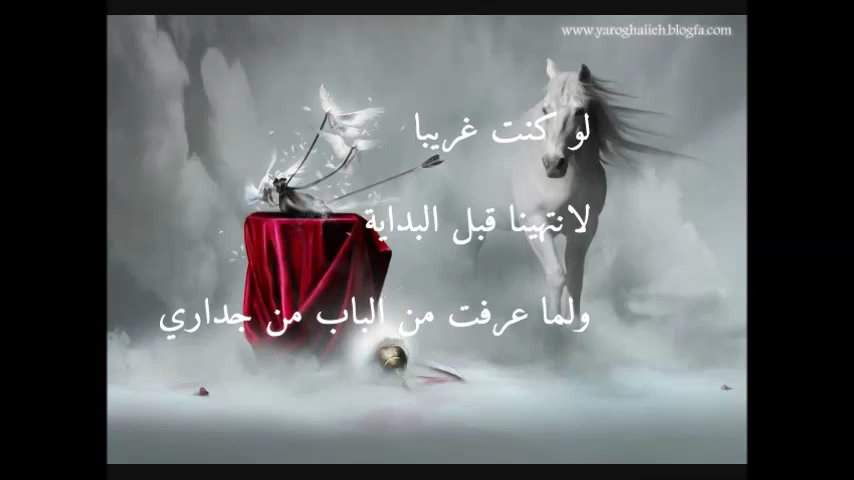 www.yaroghaiieh.blogfa.com
لو كنت غريبا
لانتهينا قبل البداية
ولما عرفت من الباب من جداري